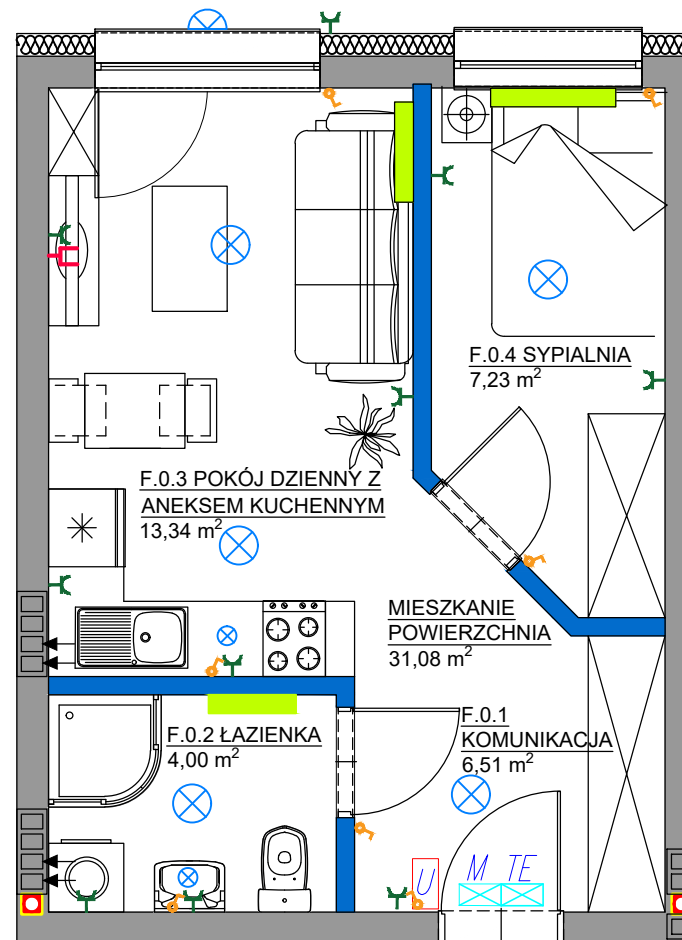 F.0.4 SYPIALNIA
7,23 m²
F.0.3 POKÓJ DZIENNY Z
ANEKSEM KUCHENNYM
13,34 m²
MIESZKANIE
POWIERZCHNIA
31,08 m²
F.0.2 ŁAZIENKA
4,00 m²
F.0.1
KOMUNIKACJA
6,51 m²
U M TE